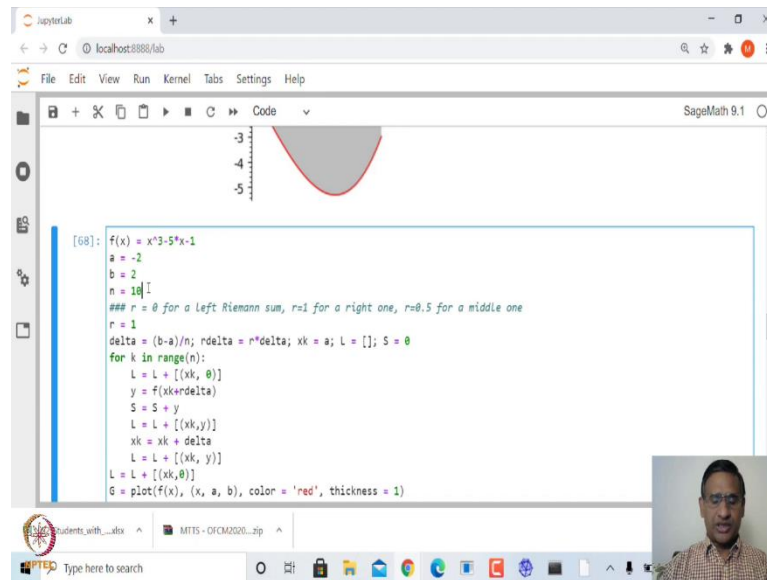 JupyterLab
localhost:8888/lab
M
File Edit View Run Kernel Tabs Settings Help
Code
SageMath 9.1
-3
-4
-5
[68]: f(x) = x^3-5*x-1
a = -2
b = 2
n = 10
### r = 0 for a left Riemann sum, r=1 for a right one, r=0.5 for a middle one
r = 1
delta = (b-a)/n; rdelta = r*delta; xk = a; L = []; S = 0
for k in range(n):
L = L + [(xk, 0)]
y = f(xk+rdelta)
S = S + y
L = L + [(xk,y)]
xk = xk + delta
L = L + [(xk, y)]
L = L + [(xk,0)]
G = plot(f(x), (x, a, b), color = 'red', thickness = 1)
Students_with_....xlsx
MTTS - OFCM2020....zip
NPTEL
Type here to search